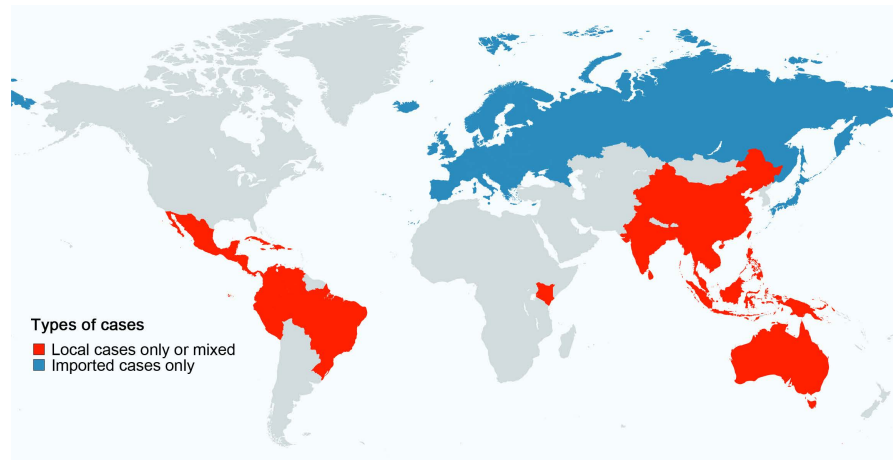 Types of cases
Local cases only or mixed
Imported cases only